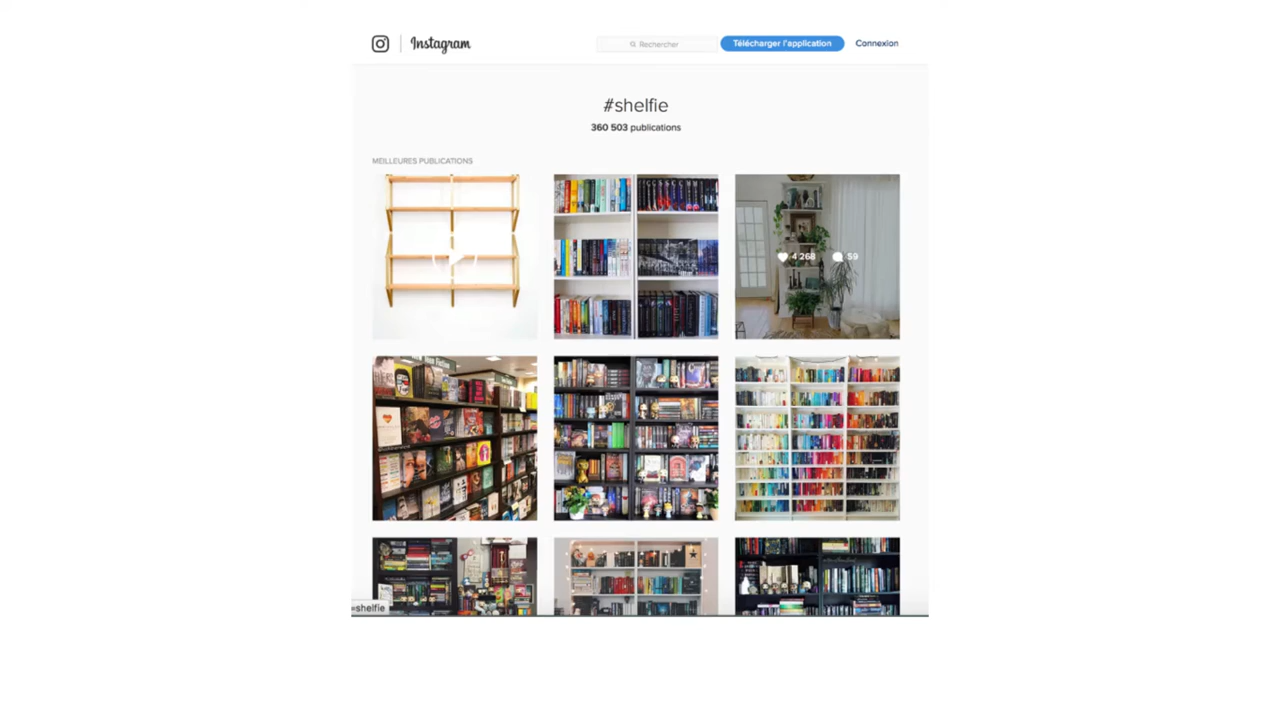 Instagram
Rechercher
Télécharger l'application
Connexion
#shelfie
360 503 publications
MEILLEURES PUBLICATIONS
4 268
59
=shelfie